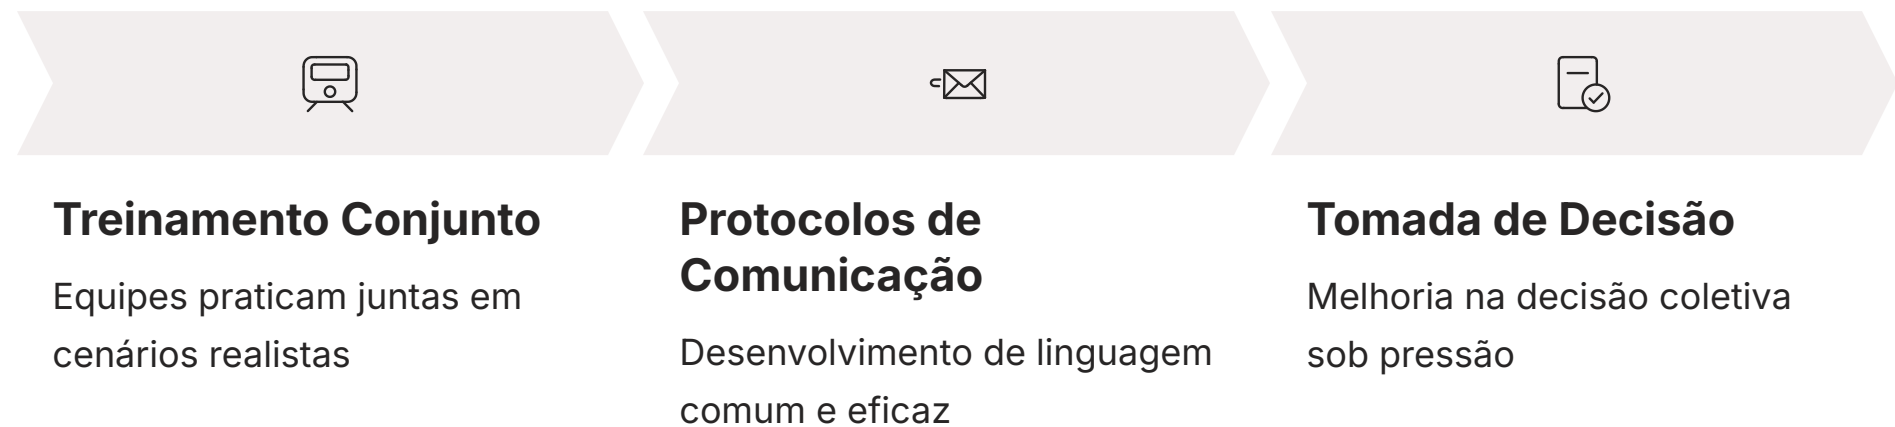 Treinamento Conjunto
Equipes praticam juntas em
cenários realistas
Protocolos de
Comunicação
Desenvolvimento de linguagem
comum e eficaz
Tomada de Decisão
Melhoria na decisão coletiva
sob pressão